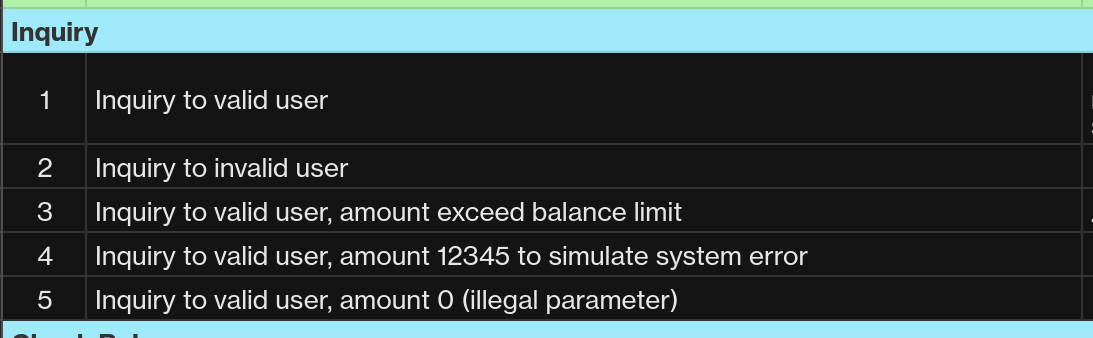 Inquiry
1 Inquiry to valid user
2 Inquiry to invalid user
3 Inquiry to valid user, amount exceed balance limit
4 Inquiry to valid user, amount 12345 to simulate system error
5 Inquiry to valid user, amount 0 (illegal parameter)